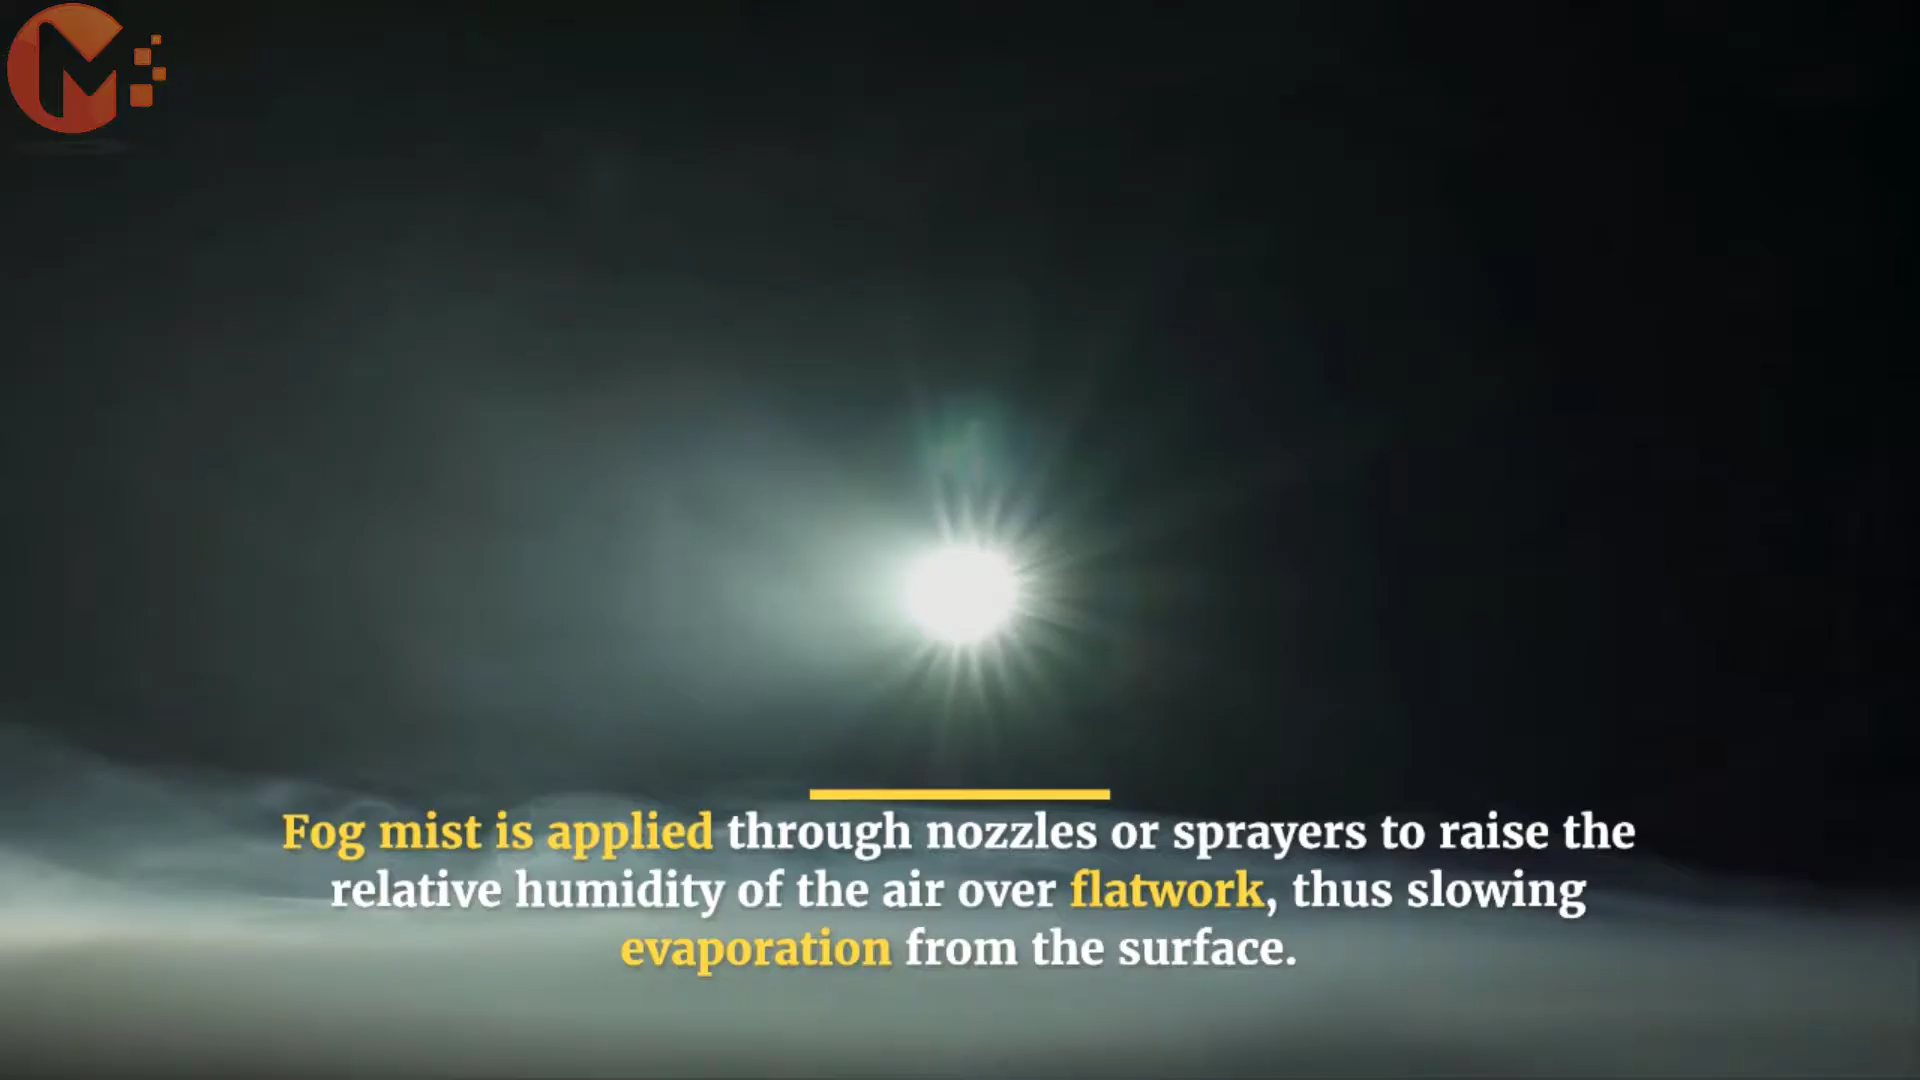 Fog mist is applied through nozzles or sprayers to raise the
relative humidity of the air over flatwork, thus slowing
evaporation from the surface.